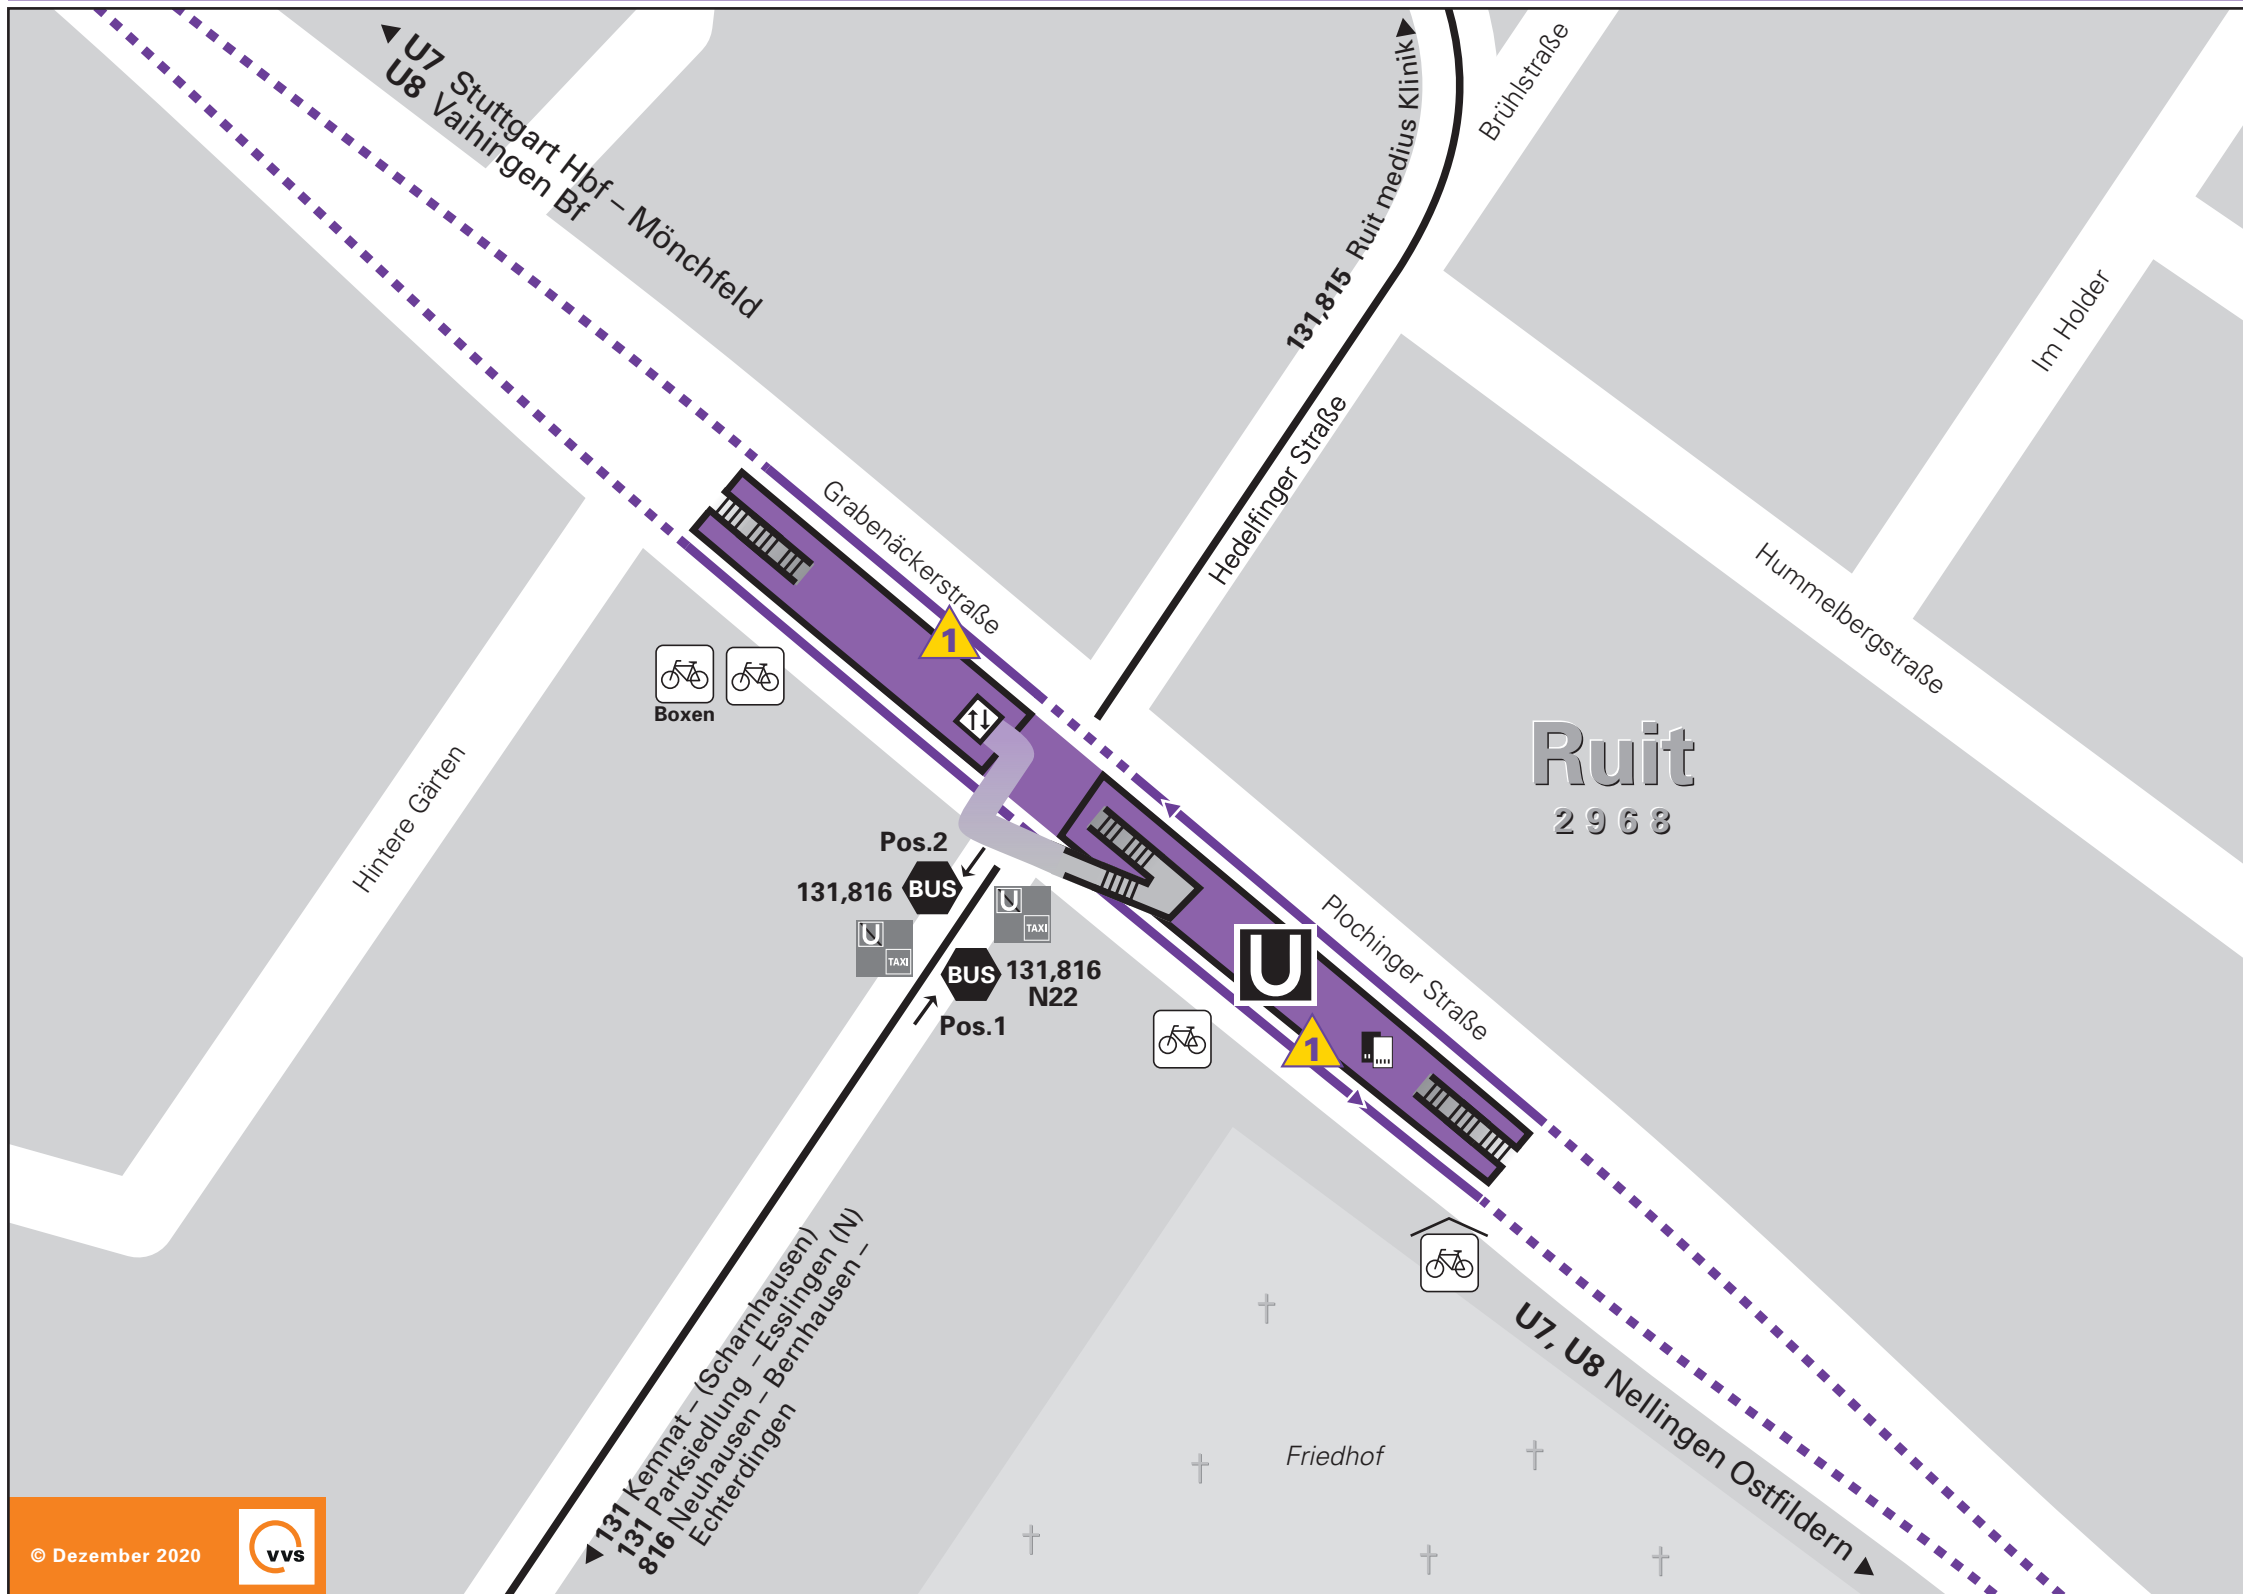 U7 Stuttgart Hbf – Mönchfeld
U8 Vaihingen Bf
131,815 Ruit medius Klinik
Brühlstraße
Im Holder
Hedelfinger Straße
Grabenäckerstraße
Hummelbergstraße
1
Boxen
Ruit
2968
Hintere Gärten
Pos.2
131,816
BUS
U
TAXI
U
TAXI
BUS
131,816
N22
Pos.1
Plochinger Straße
U
1
U7, U8 Nellingen Ostfildern
131 Kemnat – (Scharnhausen)
131 Parksiedlung – Esslingen (N)
816 Neuhausen – Bernhausen –
Echterdingen
Friedhof
© Dezember 2020
vvs